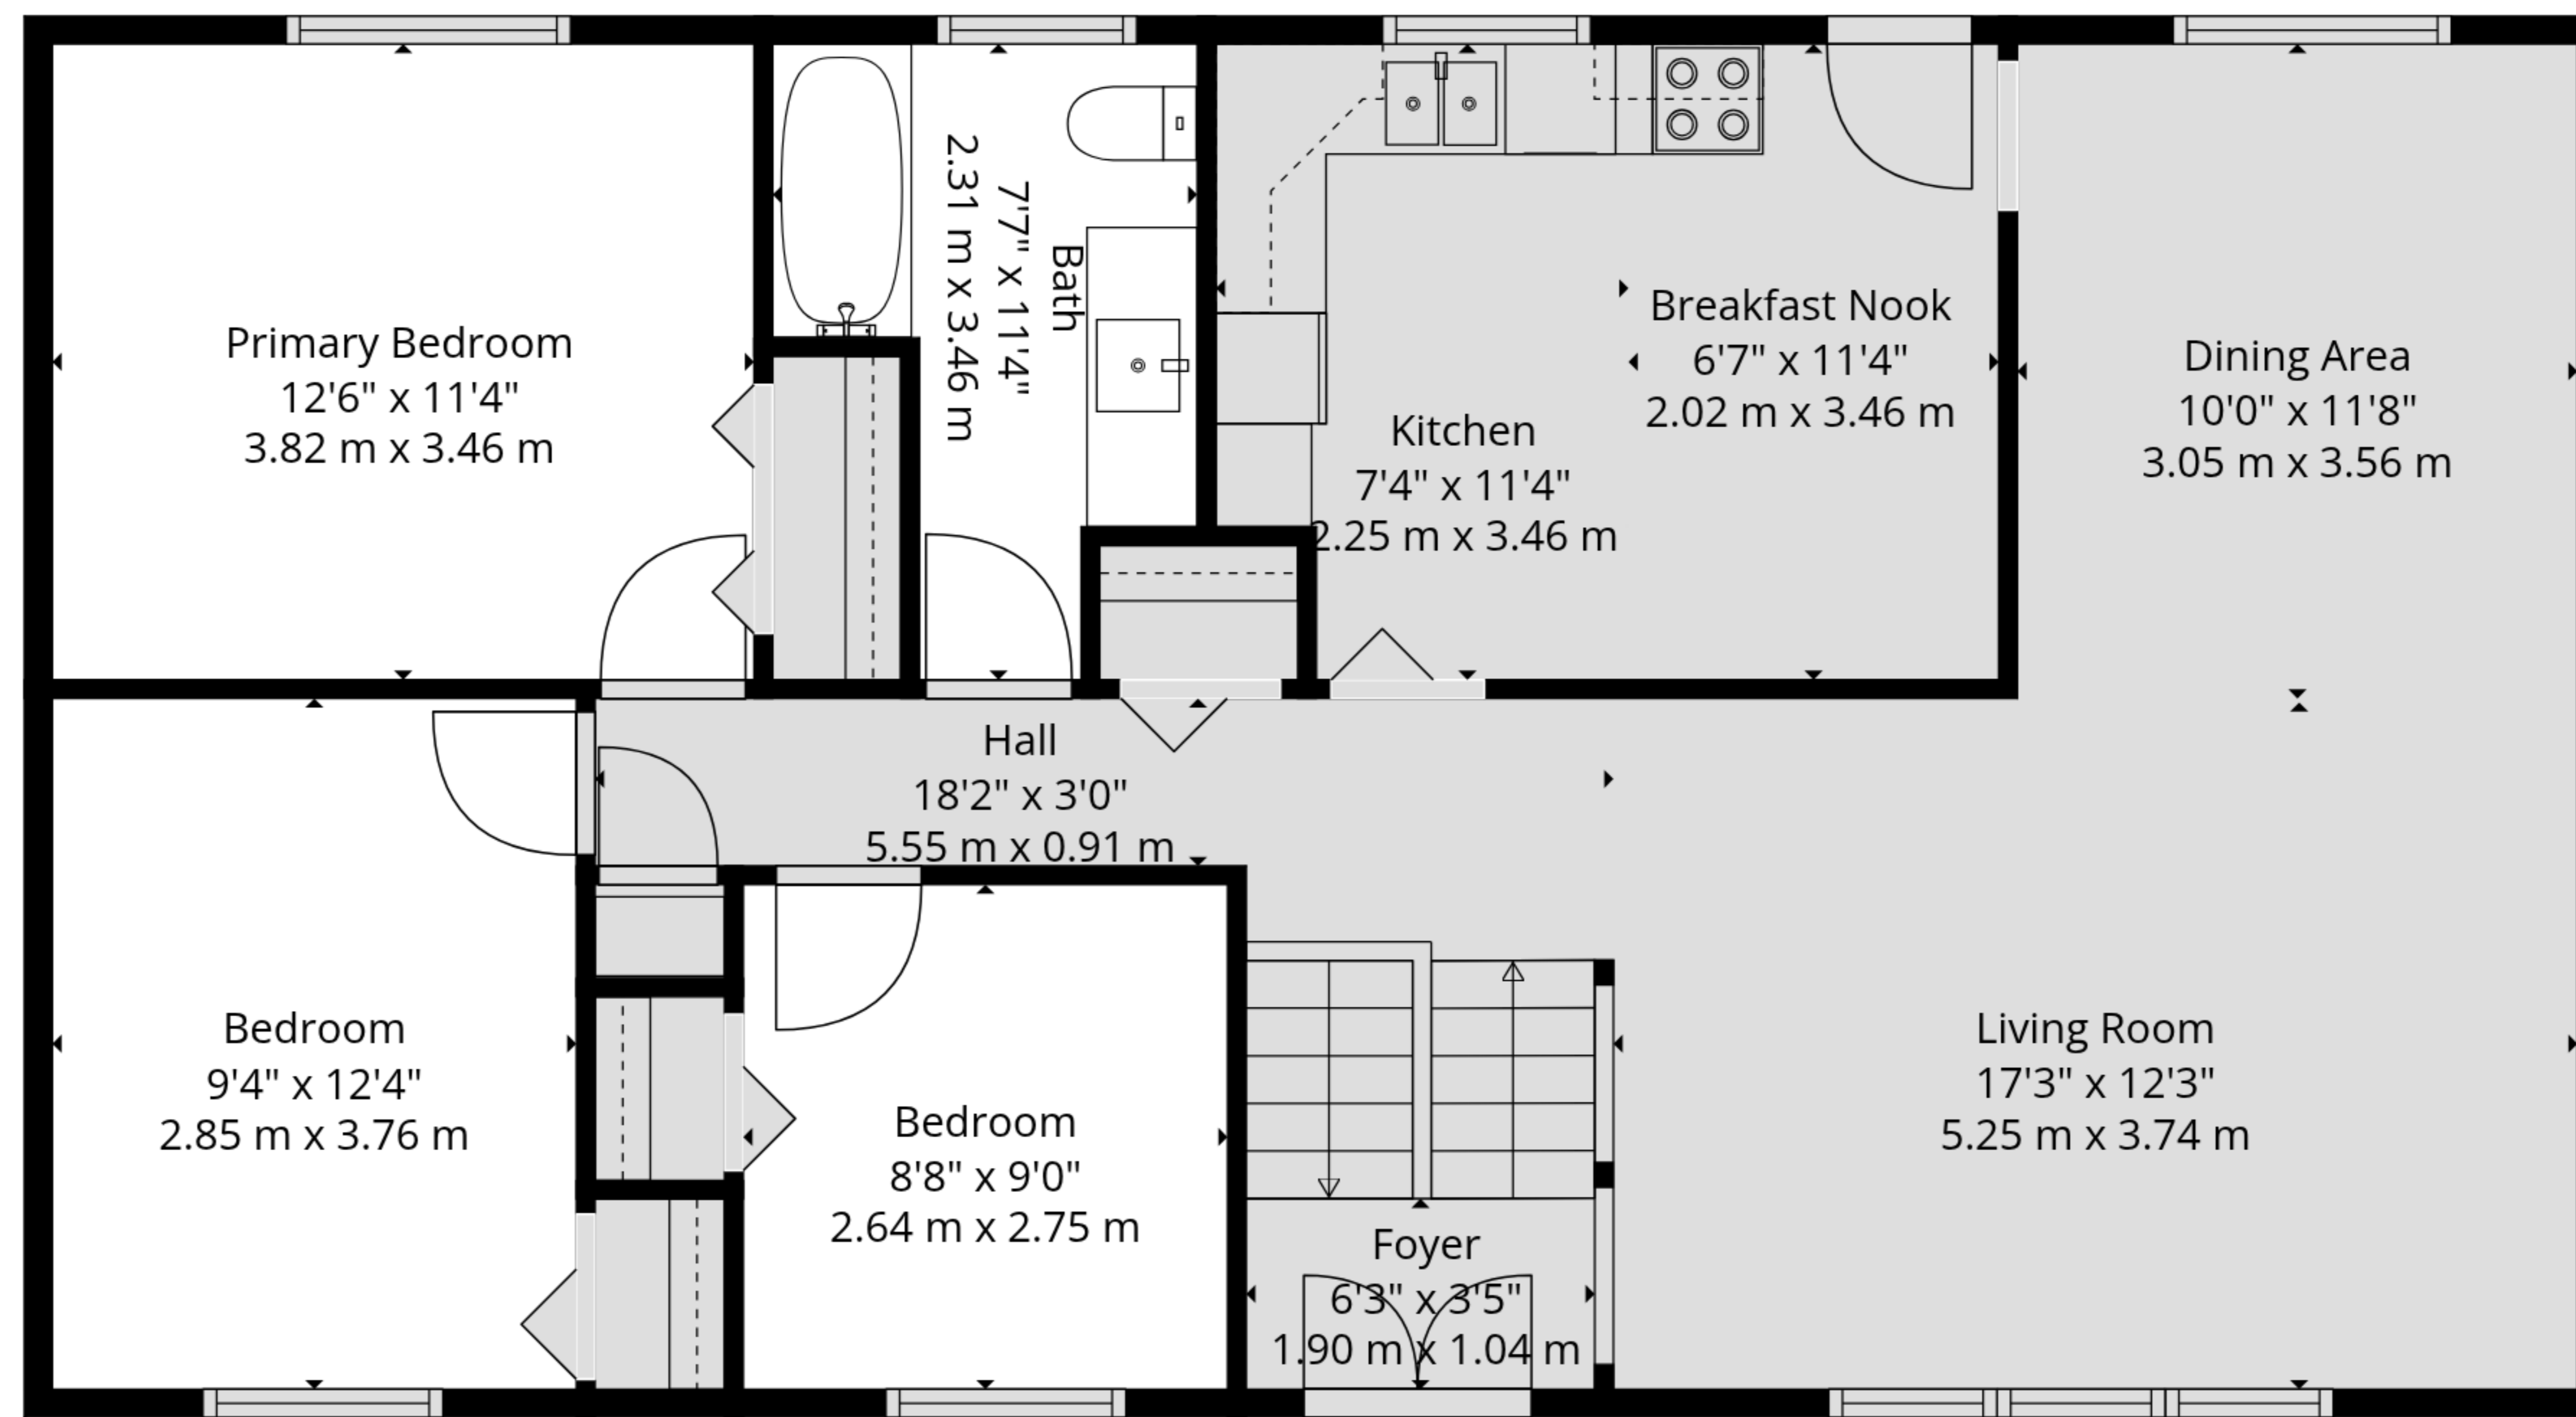 Primary Bedroom
12'6" x 11'4"
3.82 m x 3.46 m
Bath
7'7" x 11'4"
2.31 m x 3.46 m
Kitchen
7'4" x 11'4"
2.25 m x 3.46 m
Breakfast Nook
6'7" x 11'4"
2.02 m x 3.46 m
Dining Area
10'0" x 11'8"
3.05 m x 3.56 m
Hall
18'2" x 3'0"
5.55 m x 0.91 m
Bedroom
9'4" x 12'4"
2.85 m x 3.76 m
Bedroom
8'8" x 9'0"
2.64 m x 2.75 m
Foyer
6'3" x 3'5"
1.90 m x 1.04 m
Living Room
17'3" x 12'3"
5.25 m x 3.74 m